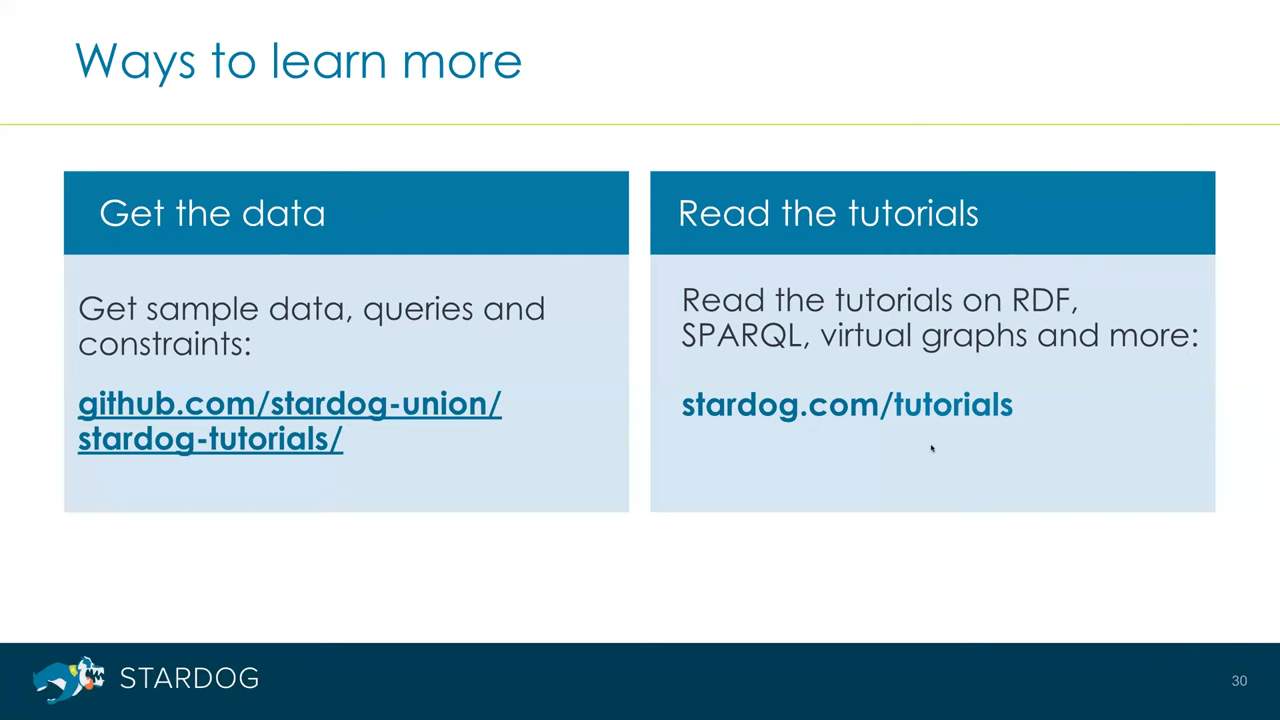 Ways to learn more
Get the data
Get sample data, queries and
constraints:
github.com/stardog-union/
stardog-tutorials/
Read the tutorials
Read the tutorials on RDF,
SPARQL, virtual graphs and more:
stardog.com/tutorials
STARDOG
30